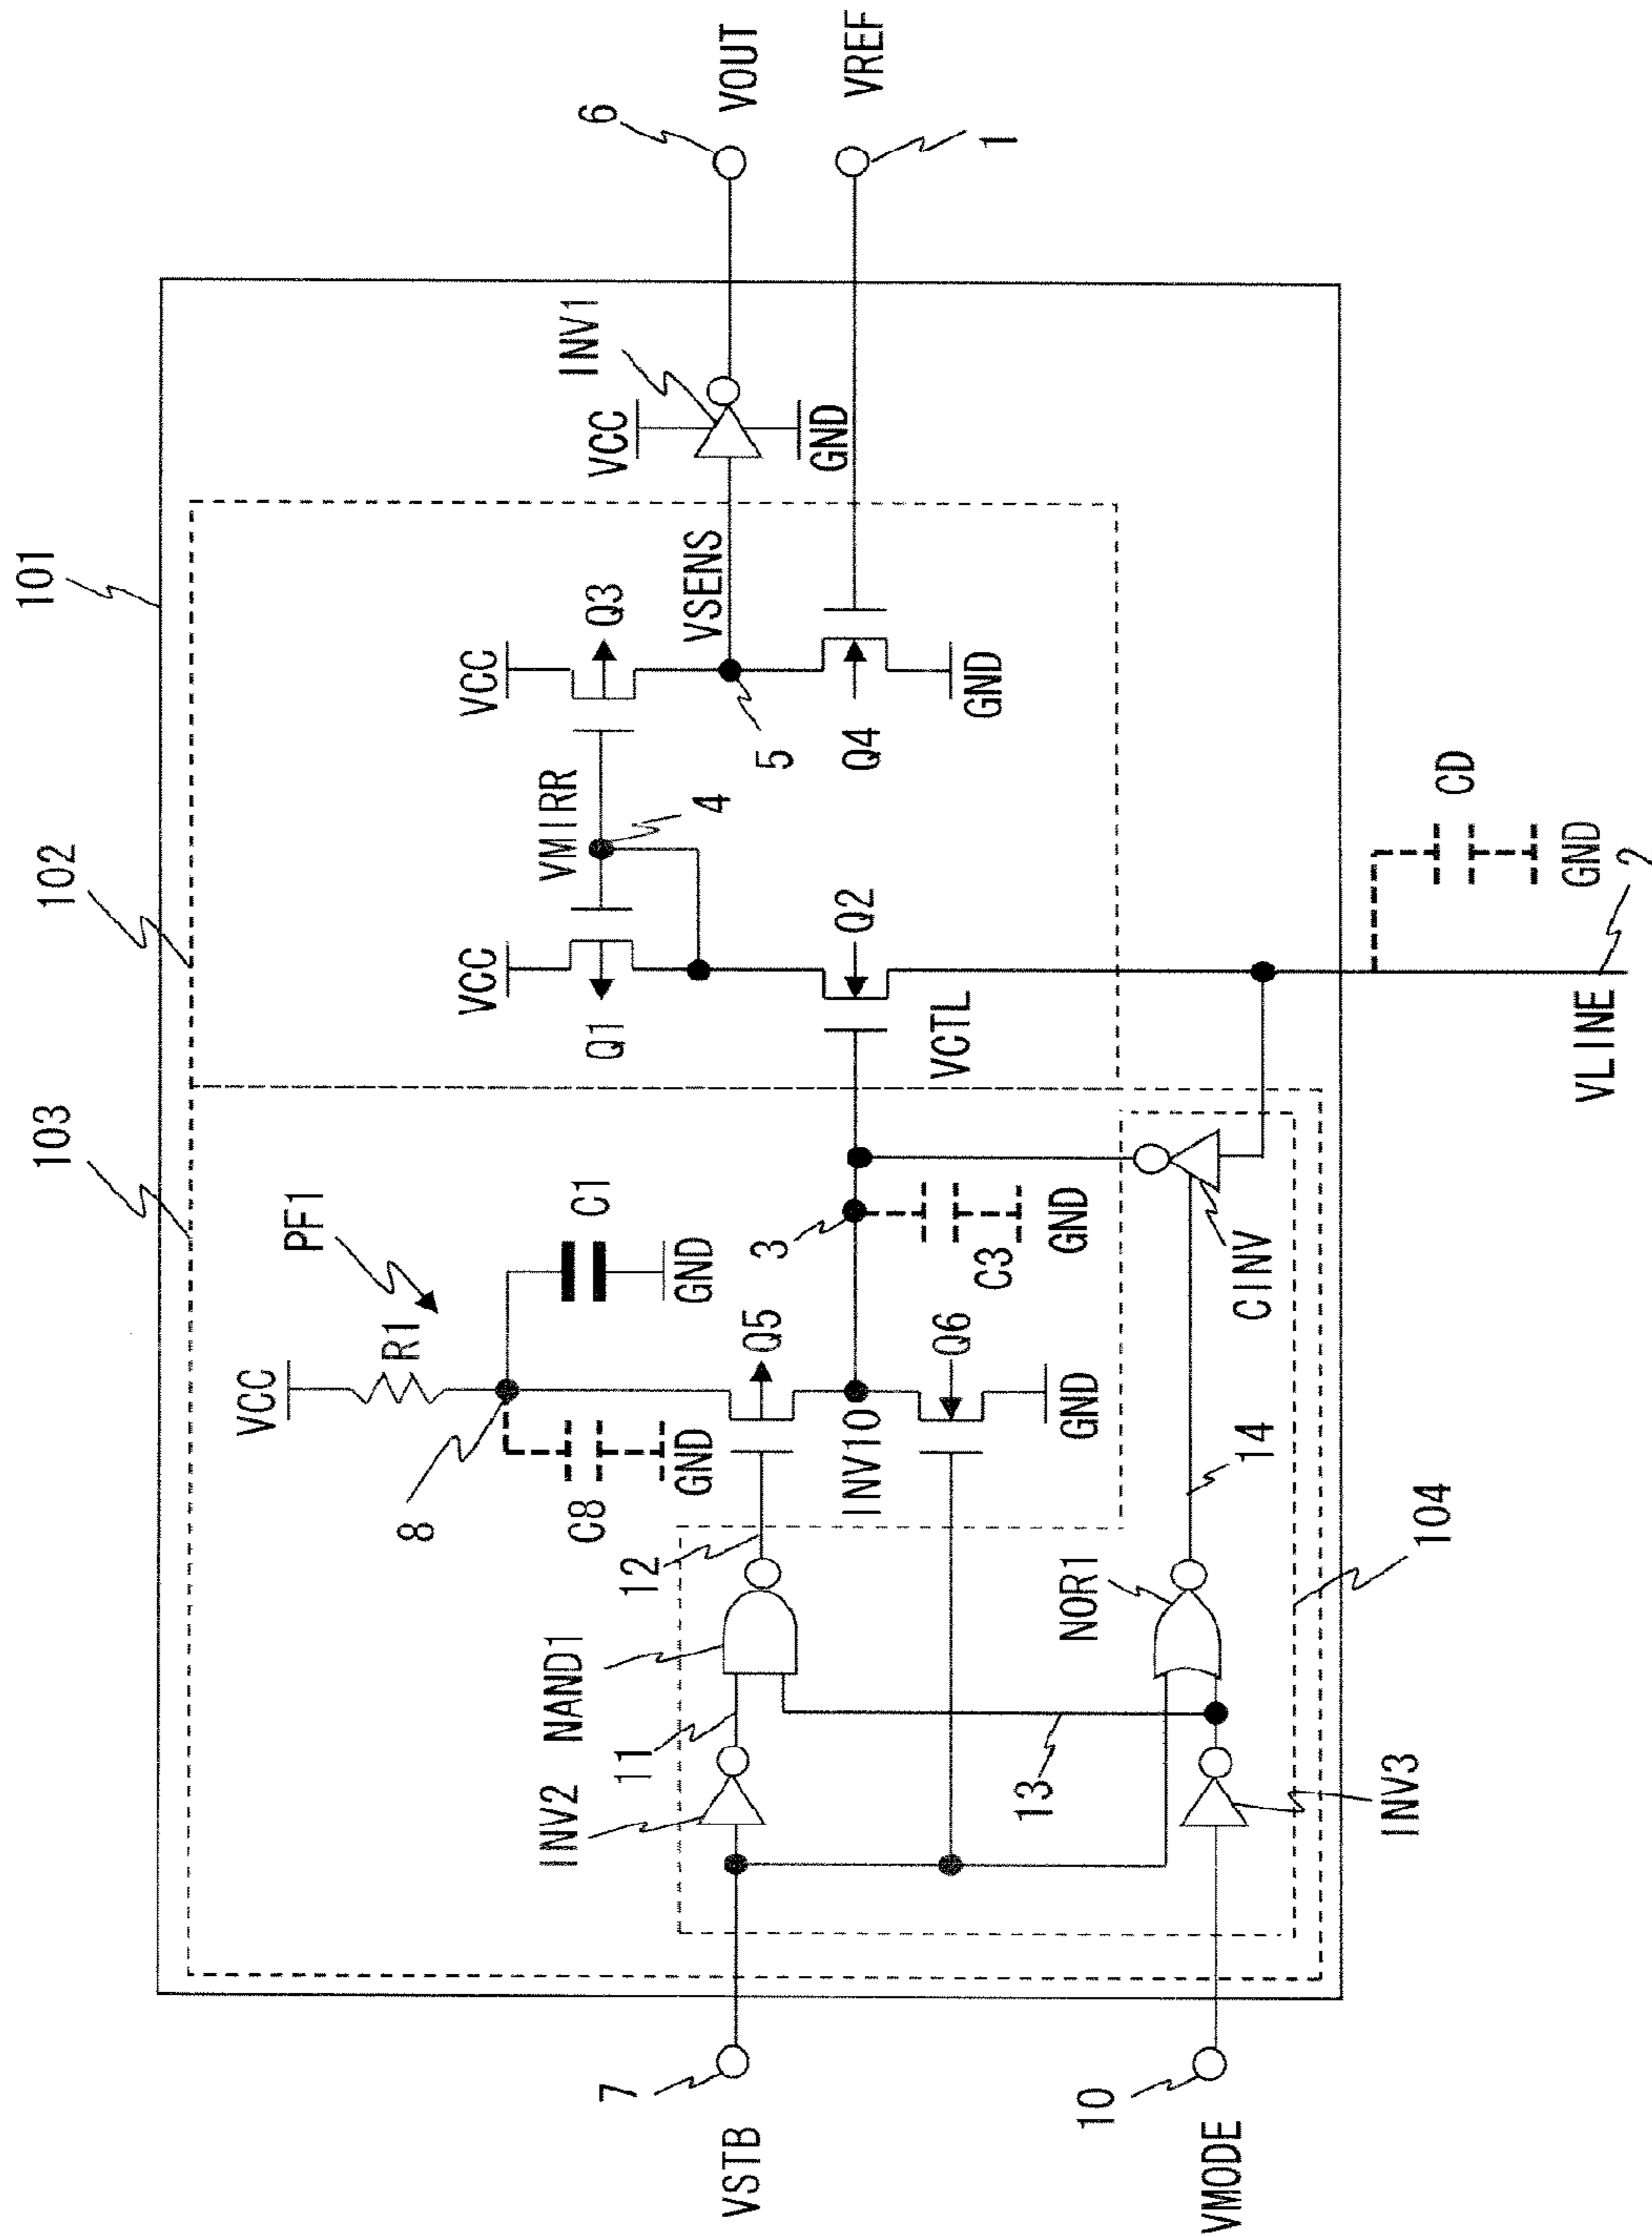 101
102
103
VCC
R1
PF1
8
C8
GND
C1
GND
12
NAND1
11
INV2
7
VSTB
Q5
INV10
Q6
GND
3
C3
GND
VCTL
VCC
Q1
VMIRR
4
Q2
VCC
Q3
VSENS
5
Q4
GND
VCC
INV1
GND
6
VOUT
VREF
1
13
NOR1
14
CINV
104
INV3
10
VMODE
VLINE
2
CD
GND